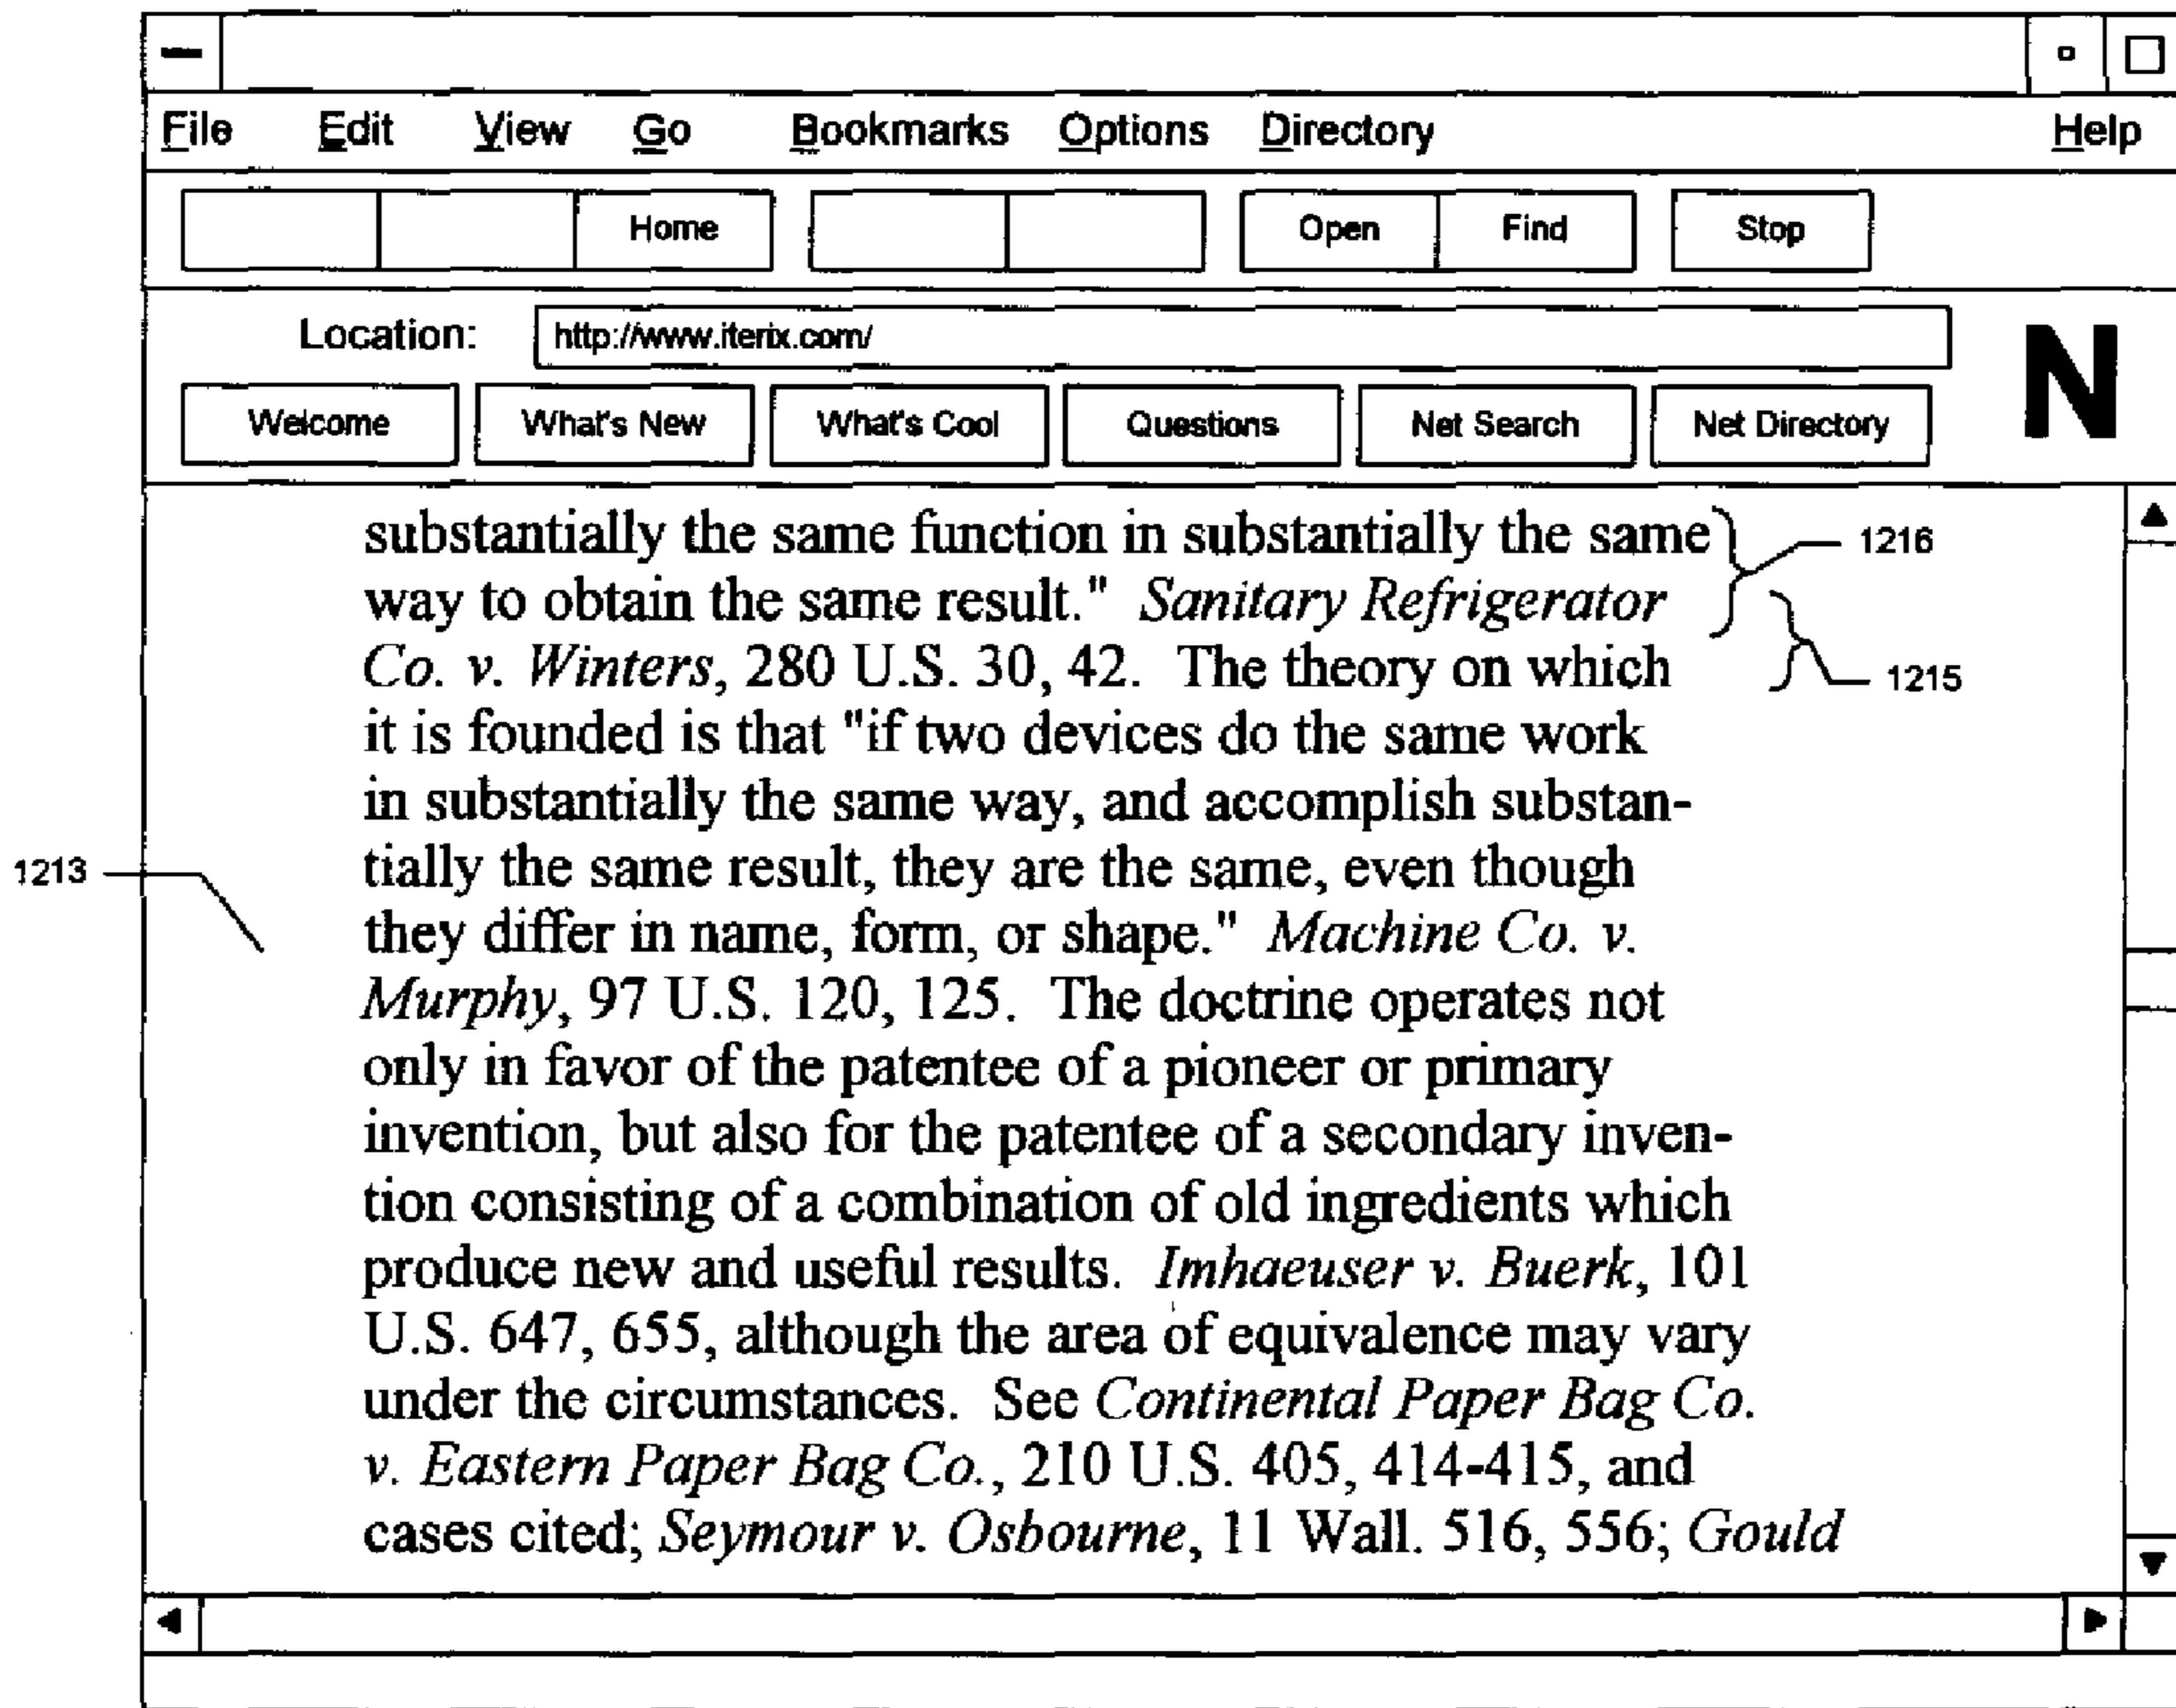 File Edit View Go Bookmarks Options Directory Help
Home Open Find Stop
Location: http://www.iterix.com/
N
Welcome What's New What's Cool Questions Net Search Net Directory
substantially the same function in substantially the same 1216
way to obtain the same result." Sanitary Refrigerator
Co. v. Winters, 280 U.S. 30, 42. The theory on which 1215
it is founded is that "if two devices do the same work
in substantially the same way, and accomplish substan-
1213 tially the same result, they are the same, even though
they differ in name, form, or shape." Machine Co. v.
Murphy, 97 U.S. 120, 125. The doctrine operates not
only in favor of the patentee of a pioneer or primary
invention, but also for the patentee of a secondary inven-
tion consisting of a combination of old ingredients which
produce new and useful results. Imhaeuser v. Buerk, 101
U.S. 647, 655, although the area of equivalence may vary
under the circumstances. See Continental Paper Bag Co.
v. Eastern Paper Bag Co., 210 U.S. 405, 414-415, and
cases cited; Seymour v. Osbourne, 11 Wall. 516, 556; Gould